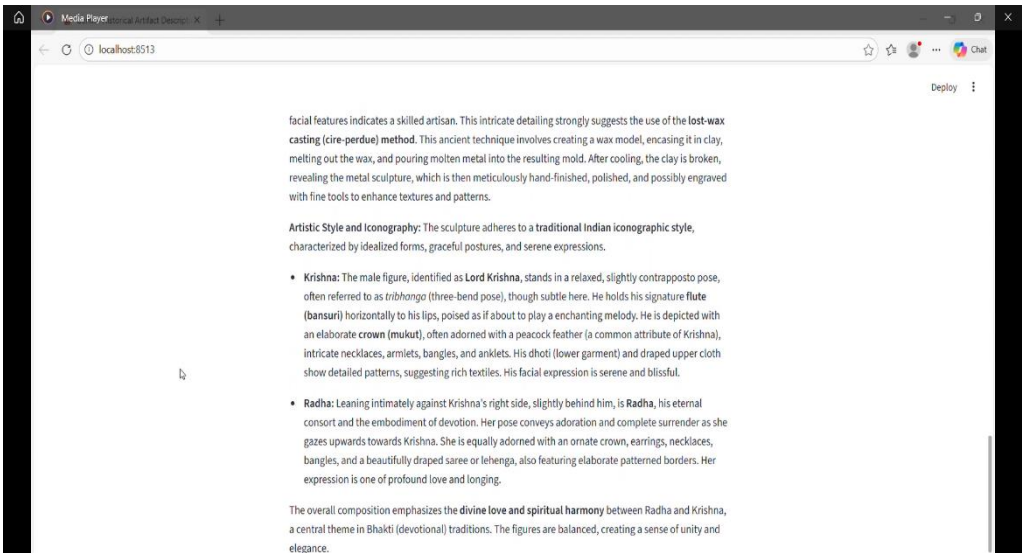 Media Player
localhost:8513
Chat
Deploy
facial features indicates a skilled artisan. This intricate detailing strongly suggests the use of the lost-wax
casting (cire-perdue) method. This ancient technique involves creating a wax model, encasing it in clay,
melting out the wax, and pouring molten metal into the resulting mold. After cooling, the clay is broken,
revealing the metal sculpture, which is then meticulously hand-finished, polished, and possibly engraved
with fine tools to enhance textures and patterns.
Artistic Style and Iconography: The sculpture adheres to a traditional Indian iconographic style,
characterized by idealized forms, graceful postures, and serene expressions.
• Krishna: The male figure, identified as Lord Krishna, stands in a relaxed, slightly contrapposto pose,
often referred to as tribhanga (three-bend pose), though subtle here. He holds his signature flute
(bansuri) horizontally to his lips, poised as if about to play a enchanting melody. He is depicted with
an elaborate crown (mukut), often adorned with a peacock feather (a common attribute of Krishna),
intricate necklaces, armlets, bangles, and anklets. His dhoti (lower garment) and draped upper cloth
show detailed patterns, suggesting rich textiles. His facial expression is serene and blissful.
• Radha: Leaning intimately against Krishna's right side, slightly behind him, is Radha, his eternal
consort and the embodiment of devotion. Her pose conveys adoration and complete surrender as she
gazes upwards towards Krishna. She is equally adorned with an ornate crown, earrings, necklaces,
bangles, and a beautifully draped saree or lehenga, also featuring elaborate patterned borders. Her
expression is one of profound love and longing.
The overall composition emphasizes the divine love and spiritual harmony between Radha and Krishna,
a central theme in Bhakti (devotional) traditions. The figures are balanced, creating a sense of unity and
elegance.